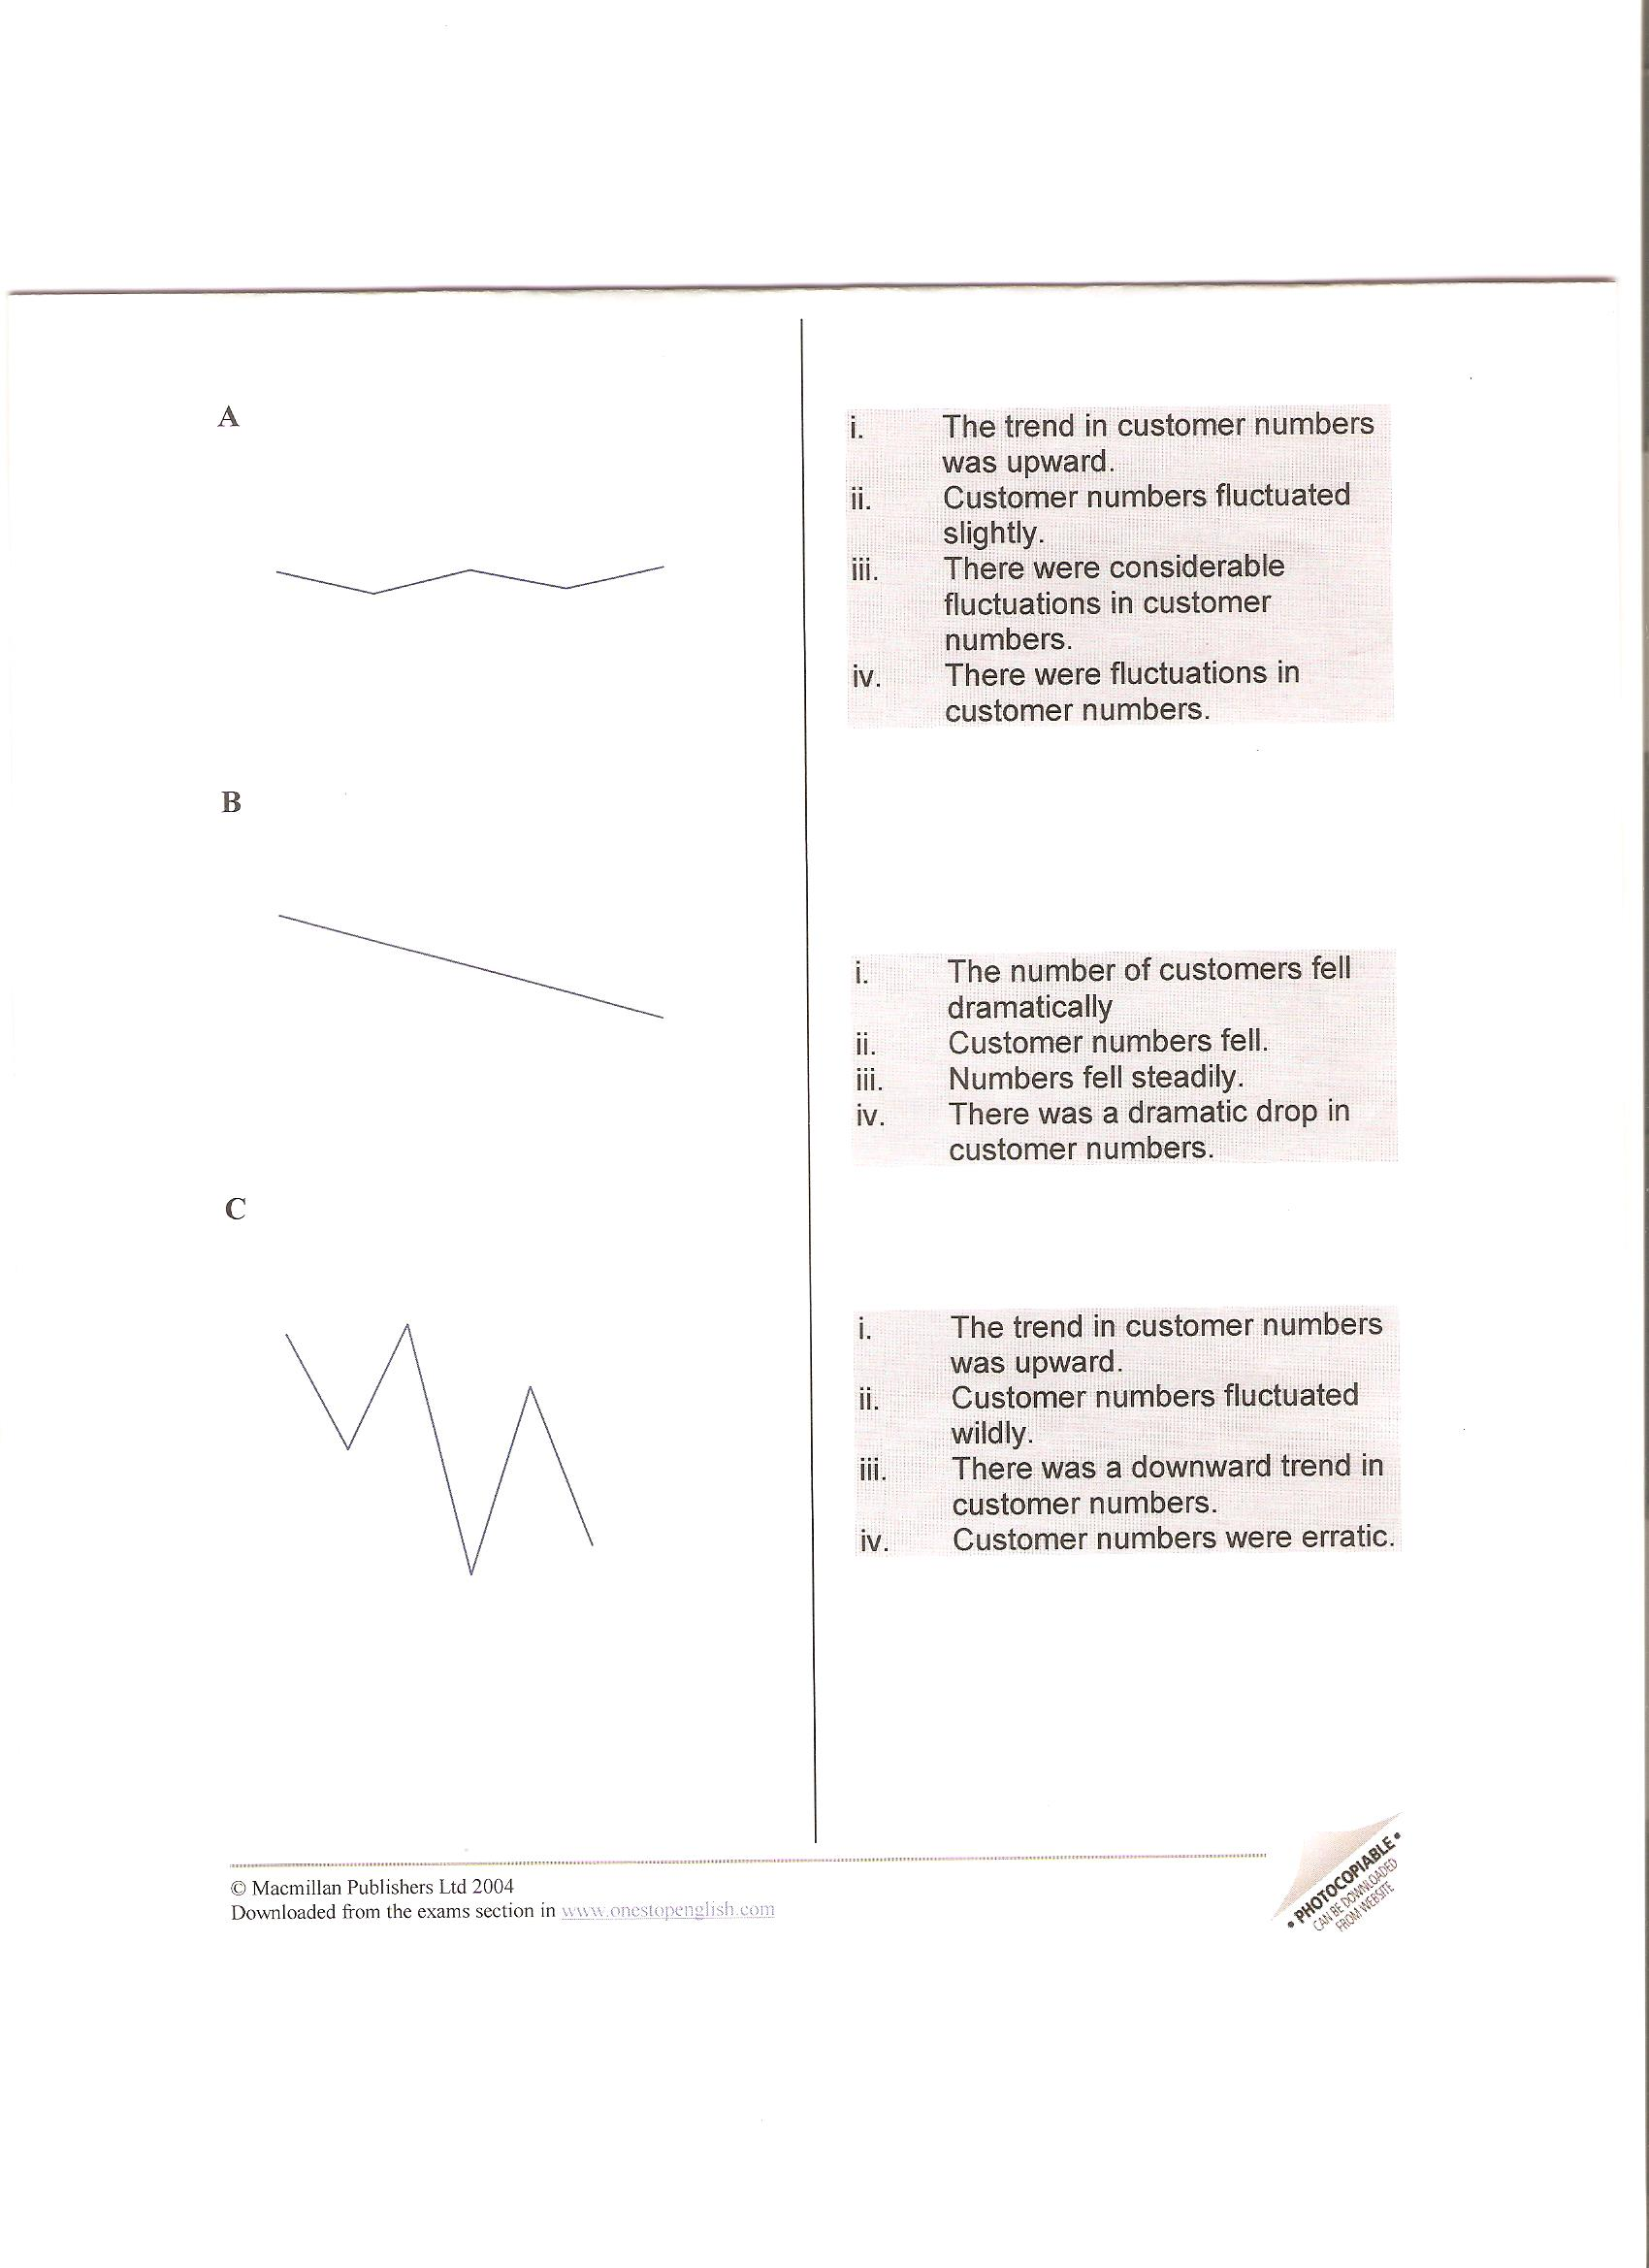 A
i. The trend in customer numbers
was upward.
ii. Customer numbers fluctuated
slightly.
iii. There were considerable
fluctuations in customer
numbers.
iv. There were fluctuations in
customer numbers.
B
i. The number of customers fell
dramatically
ii. Customer numbers fell.
iii. Numbers fell steadily.
iv. There was a dramatic drop in
customer numbers.
C
i. The trend in customer numbers
was upward.
ii. Customer numbers fluctuated
wildly.
iii. There was a downward trend in
customer numbers.
iv. Customer numbers were erratic.
© Macmillan Publishers Ltd 2004
Downloaded from the exams section in www.onestopenglish.com
• PHOTOCOPIABLE •
CAN BE DOWNLOADED
FROM WEBSITE